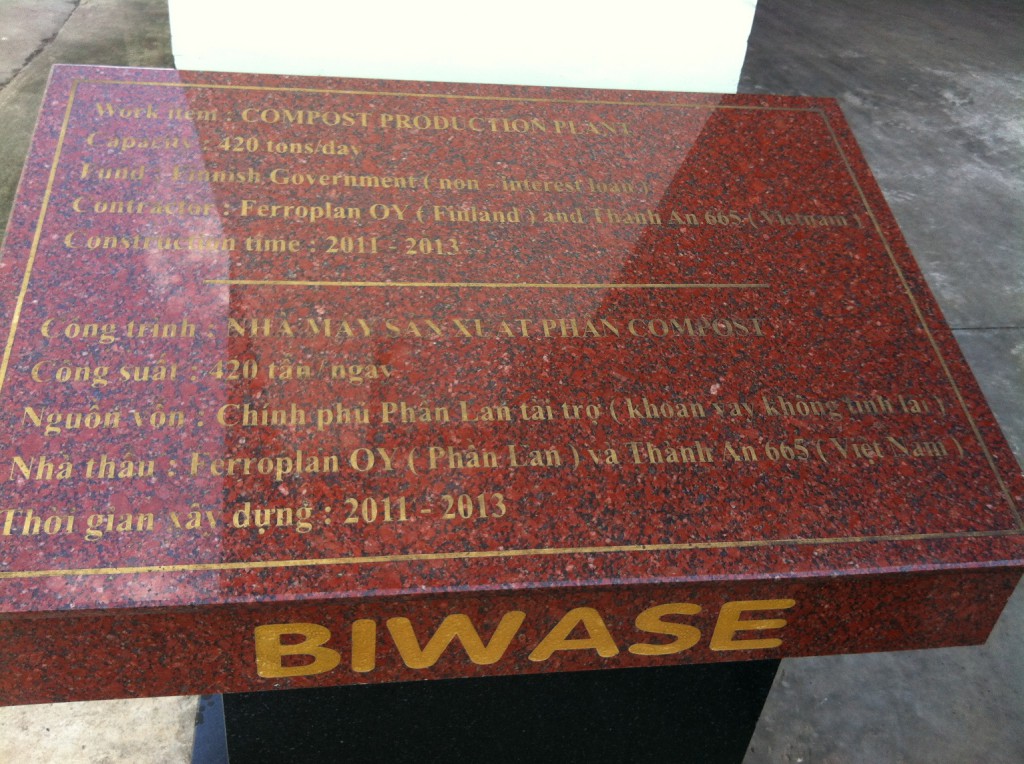 Work item : COMPOST PRODUCTION PLANT
Capacity : 420 tons/day
Fund : Finnish Government ( non - interest loan )
Contractor : Ferroplan OY ( Finland ) and Thanh An 665 ( Vietnam )
Construction time : 2011 - 2013
Công trình : NHÀ MÁY SẢN XUẤT PHÂN COMPOST
Công suất : 420 tấn/ngày
Nguồn vốn : Chính phủ Phần Lan tài trợ ( khoản vay không tính lãi )
Nhà thầu : Ferroplan OY ( Phần Lan ) và Thành An 665 ( Việt Nam )
Thời gian xây dựng : 2011 - 2013
BIWASE